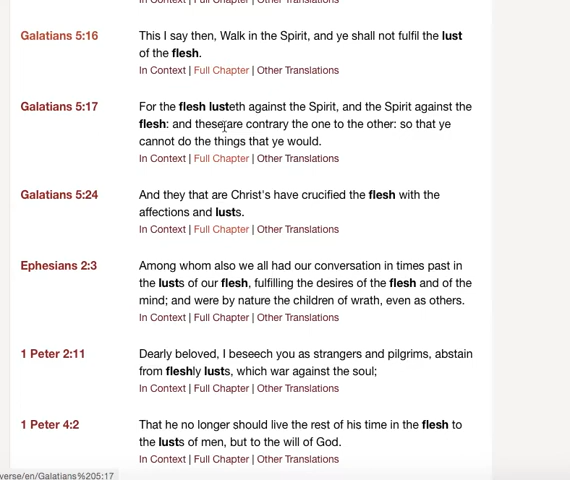 In Context | Full Chapter | Other Translations
Galatians 5:16
This I say then, Walk in the Spirit, and ye shall not fulfil the lust
of the flesh.
In Context | Full Chapter | Other Translations
Galatians 5:17
For the flesh lusteth against the Spirit, and the Spirit against the
flesh: and these are contrary the one to the other: so that ye
cannot do the things that ye would.
In Context | Full Chapter | Other Translations
Galatians 5:24
And they that are Christ's have crucified the flesh with the
affections and lusts.
In Context | Full Chapter | Other Translations
Ephesians 2:3
Among whom also we all had our conversation in times past in
the lusts of our flesh, fulfilling the desires of the flesh and of the
mind; and were by nature the children of wrath, even as others.
In Context | Full Chapter | Other Translations
1 Peter 2:11
Dearly beloved, I beseech you as strangers and pilgrims, abstain
from fleshly lusts, which war against the soul;
In Context | Full Chapter | Other Translations
1 Peter 4:2
That he no longer should live the rest of his time in the flesh to
the lusts of men, but to the will of God.
In Context | Full Chapter | Other Translations
verse/en/Galatians%205:17